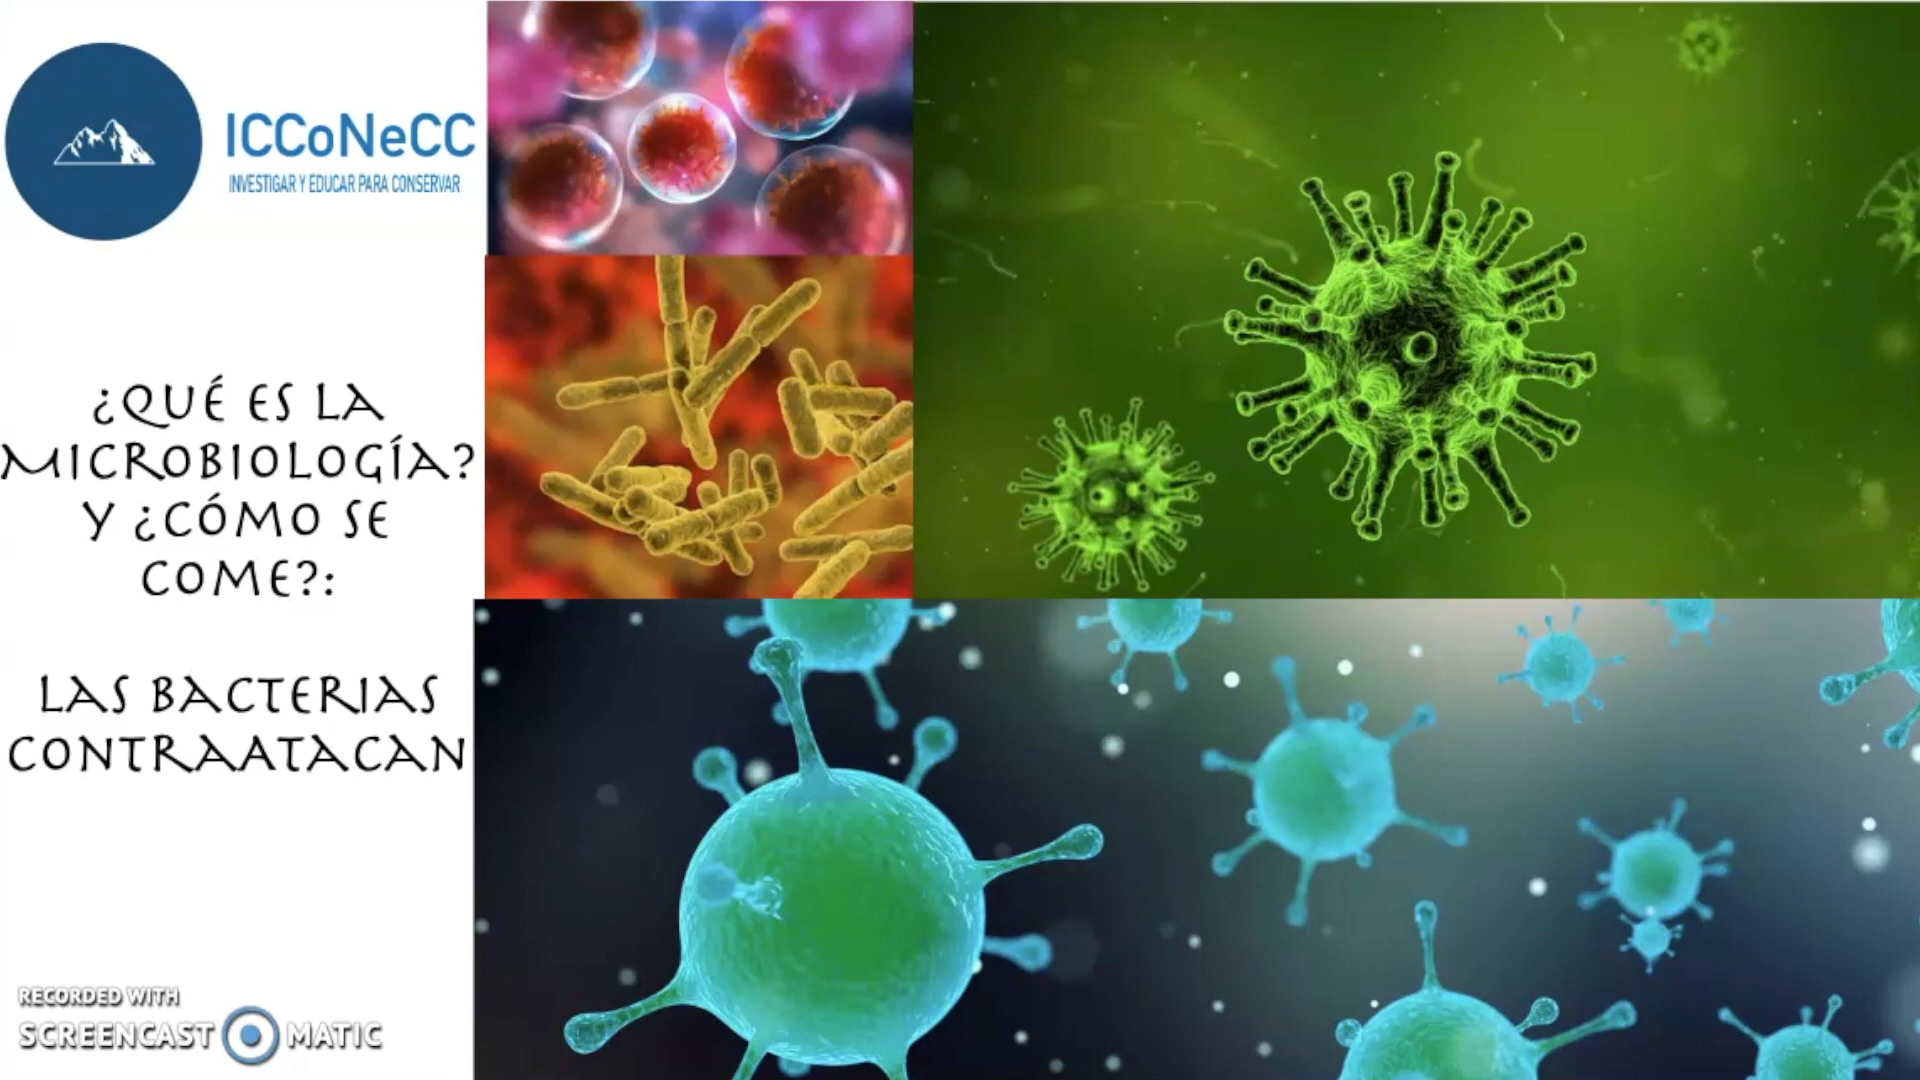 ICCoNeCC
INVESTIGAR Y EDUCAR PARA CONSERVAR
¿QUÉ ES LA
MICROBIOLOGÍA?
Y ¿CÓMO SE
COME?:
LAS BACTERIAS
CONTRAATACAN
RECORDED WITH
SCREENCAST MATIC